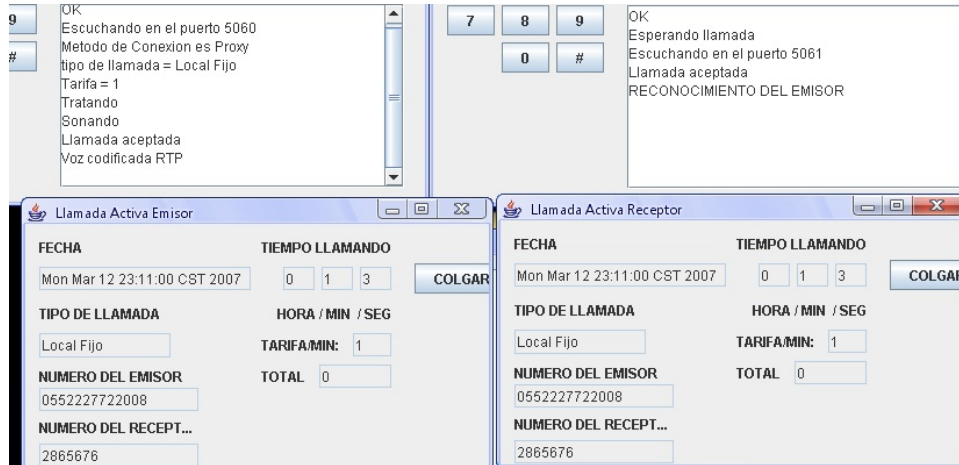 9
#
OK
Escuchando en el puerto 5060
Metodo de Conexion es Proxy
tipo de llamada = Local Fijo
Tarifa = 1
Tratando
Sonando
Llamada aceptada
Voz codificada RTP
7 8 9
0 #
OK
Esperando llamada
Escuchando en el puerto 5061
Llamada aceptada
RECONOCIMIENTO DEL EMISOR
Llamada Activa Emisor
FECHA TIEMPO LLAMANDO
Mon Mar 12 23:11:00 CST 2007 0 1 3 COLGAR
TIPO DE LLAMADA HORA / MIN / SEG
Local Fijo TARIFA/MIN: 1
NUMERO DEL EMISOR TOTAL 0
0552227722008
NUMERO DEL RECEPT...
2865676
Llamada Activa Receptor
FECHA TIEMPO LLAMANDO
Mon Mar 12 23:11:00 CST 2007 0 1 3 COLGA
TIPO DE LLAMADA HORA / MIN / SEG
Local Fijo TARIFA/MIN: 1
NUMERO DEL EMISOR TOTAL 0
0552227722008
NUMERO DEL RECEPT...
2865676